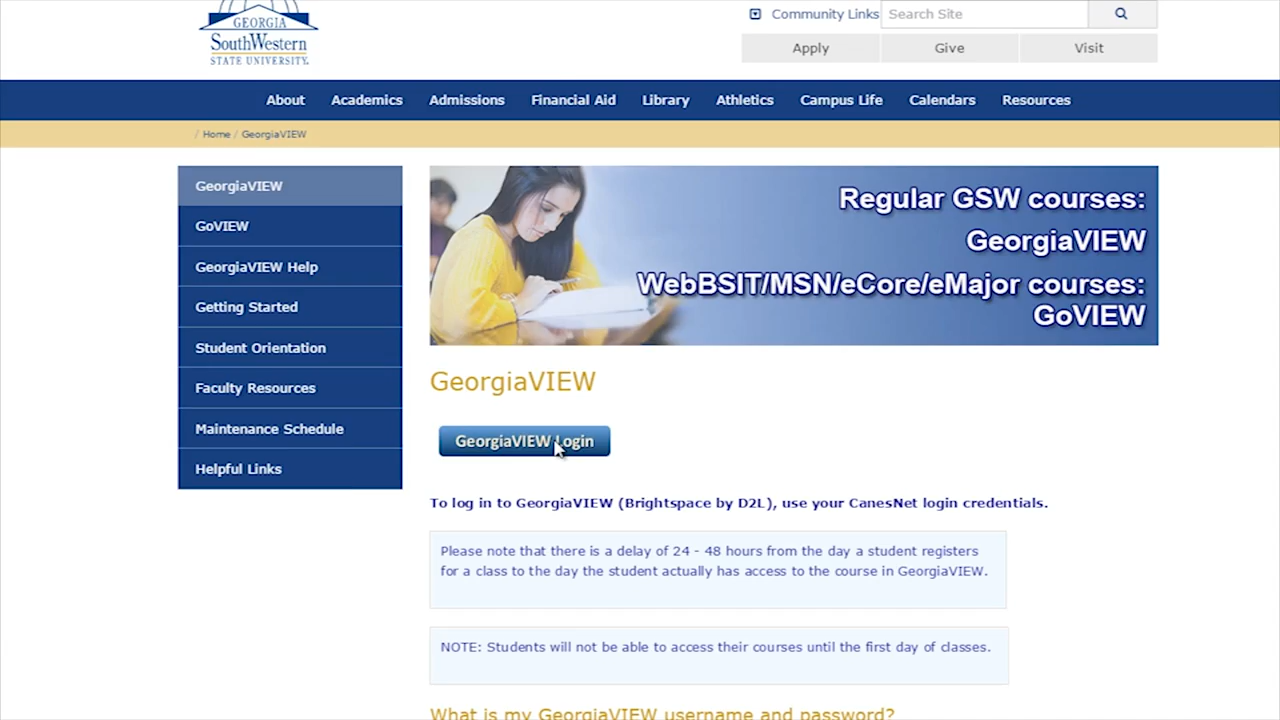 GEORGIA
SouthWestern
STATE UNIVERSITY.
Community Links
Search Site
Apply
Give
Visit
About
Academics
Admissions
Financial Aid
Library
Athletics
Campus Life
Calendars
Resources
/ Home / GeorgiaVIEW
GeorgiaVIEW
GoVIEW
GeorgiaVIEW Help
Getting Started
Student Orientation
Faculty Resources
Maintenance Schedule
Helpful Links
Regular GSW courses:
GeorgiaVIEW
WebBSIT/MSN/eCore/eMajor courses:
GoVIEW
GeorgiaVIEW
GeorgiaVIEW Login
To log in to GeorgiaVIEW (Brightspace by D2L), use your CanesNet login credentials.
Please note that there is a delay of 24 - 48 hours from the day a student registers
for a class to the day the student actually has access to the course in GeorgiaVIEW.
NOTE: Students will not be able to access their courses until the first day of classes.
What is my GeorgiaVIEW username and password?